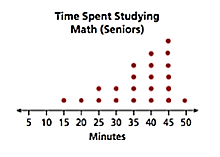 Time Spent Studying
Math (Seniors)
5 10 15 20 25 30 35 40 45 50
Minutes